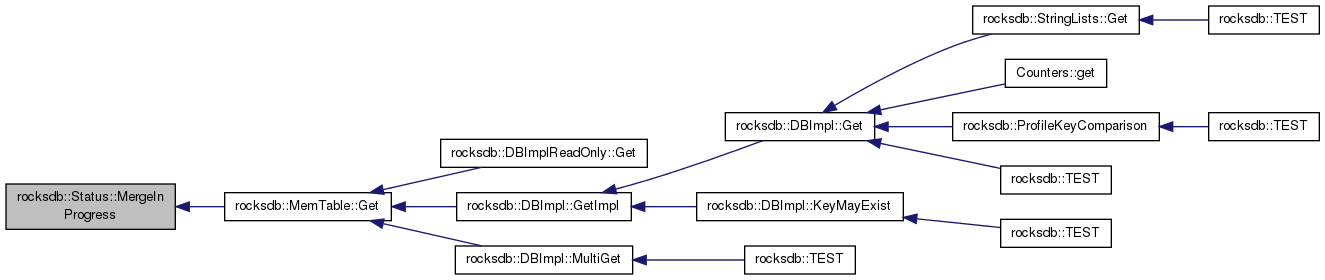 rocksdb::StringLists::Get
rocksdb::TEST
Counters::get
rocksdb::DBImpl::Get
rocksdb::ProfileKeyComparison
rocksdb::TEST
rocksdb::DBImplReadOnly::Get
rocksdb::TEST
rocksdb::Status::MergeIn
Progress
rocksdb::MemTable::Get
rocksdb::DBImpl::GetImpl
rocksdb::DBImpl::KeyMayExist
rocksdb::TEST
rocksdb::DBImpl::MultiGet
rocksdb::TEST